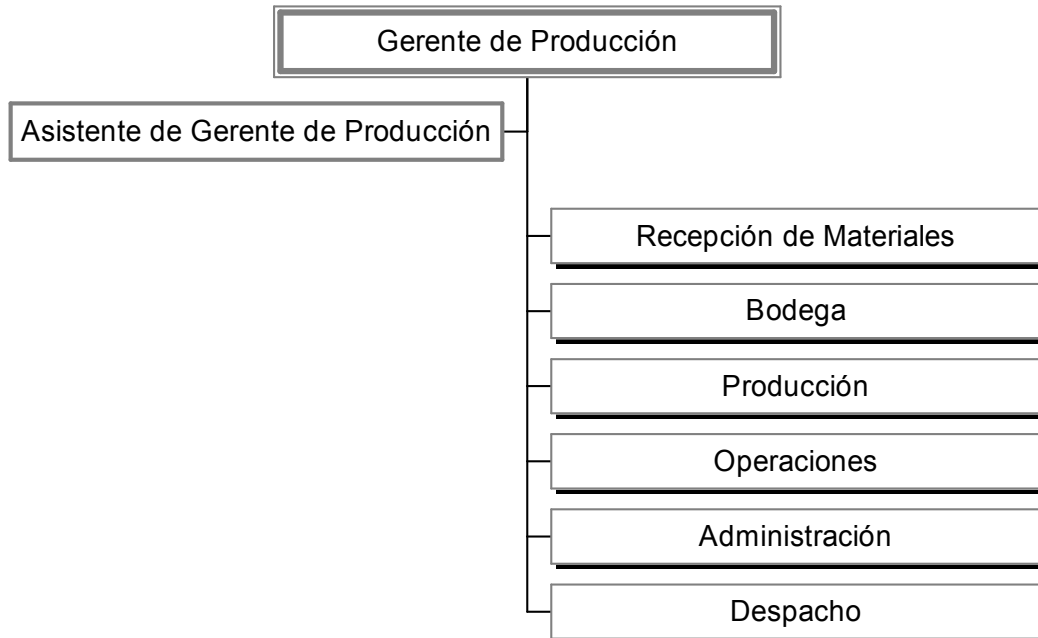 Gerente de Producción
Asistente de Gerente de Producción
Recepción de Materiales
Bodega
Producción
Operaciones
Administración
Despacho